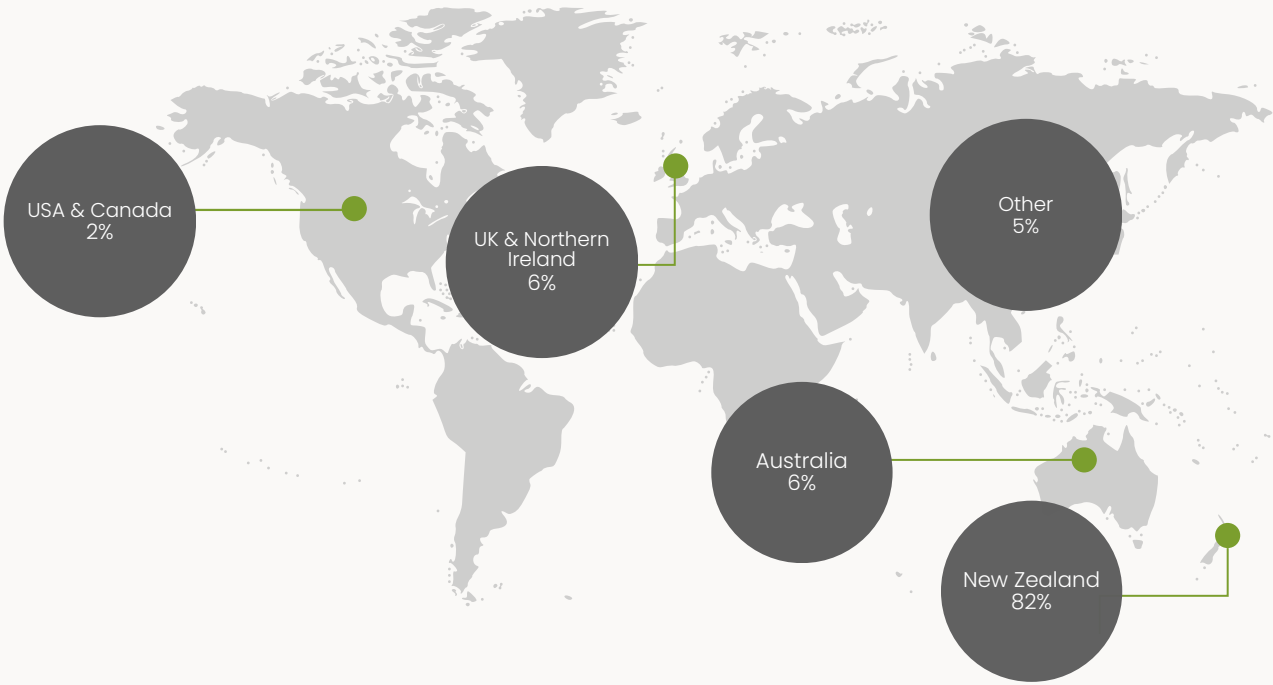 USA & Canada
2%
UK & Northern
Ireland
6%
Other
5%
Australia
6%
New Zealand
82%